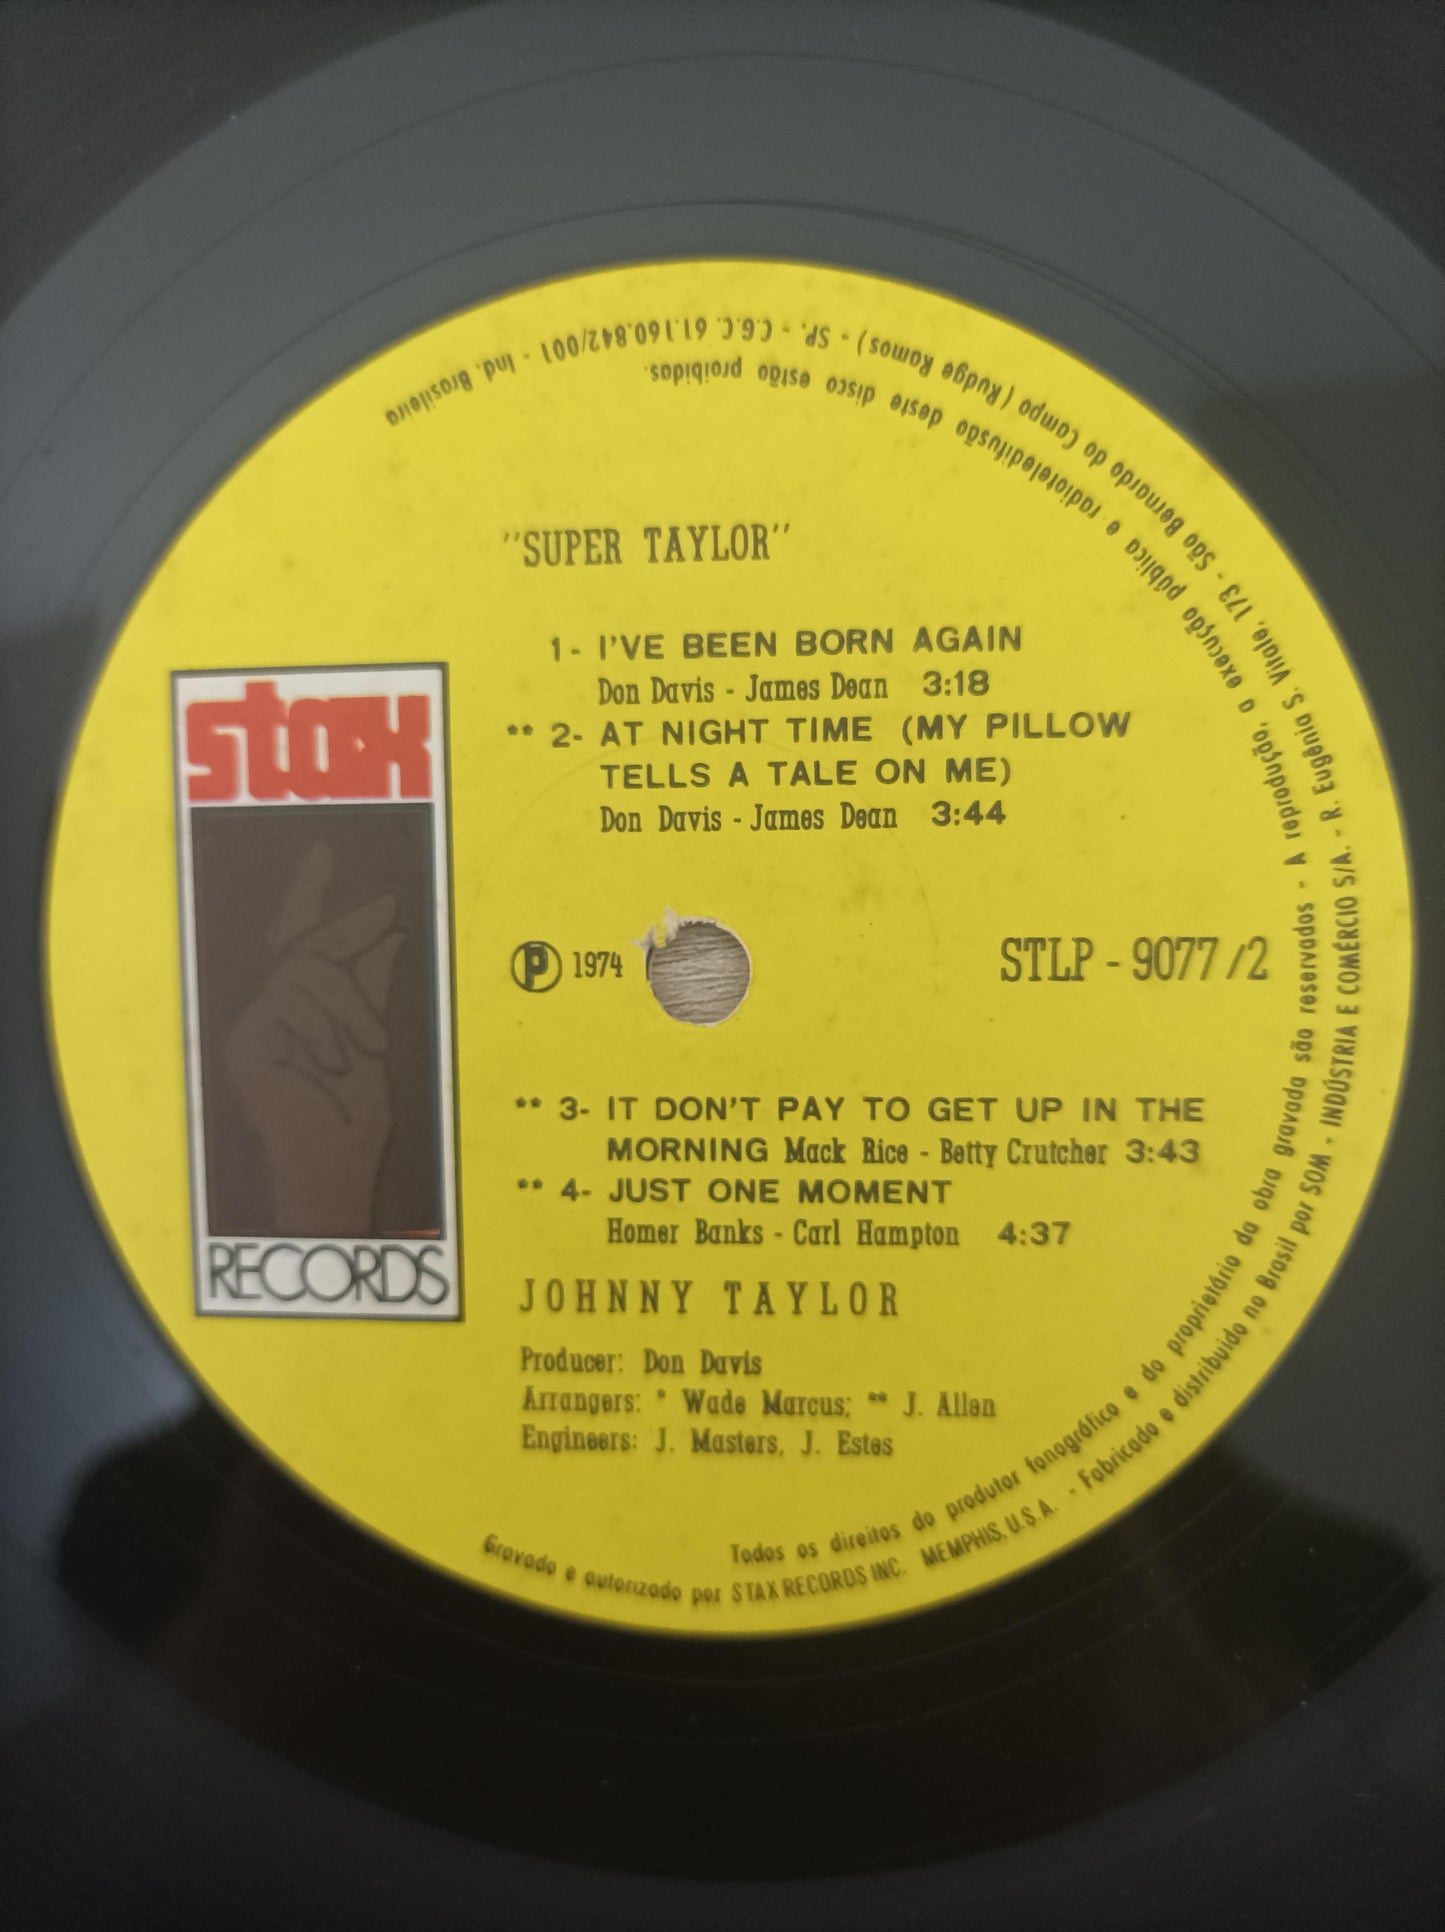 "SUPER TAYLOR"
1- I'VE BEEN BORN AGAIN
Don Davis - James Dean 3:18
** 2- AT NIGHT TIME (MY PILLOW
TELLS A TALE ON ME)
Don Davis - James Dean 3:44
stax
RECORDS
Ⓟ 1974
STLP - 9077/2
** 3- IT DON'T PAY TO GET UP IN THE
MORNING Mack Rice - Betty Crutcher 3:43
** 4- JUST ONE MOMENT
Homer Banks - Carl Hampton 4:37
JOHNNY TAYLOR
Producer: Don Davis
Arrangers: * Wade Marcus; ** J. Allen
Engineers: J. Masters, J. Estes
Todos os direitos do produtor fonográfico e do proprietário da obra gravada são reservados - A reprodução, a execução pública e radioteledifusão deste disco estão proibidos.
Gravado e autorizado por STAX RECORDS INC. MEMPHIS, U.S.A. - Fabricado e distribuido no Brasil por SOM - INDÚSTRIA E COMÉRCIO S/A. - R. Eugênia S. Vitale, 173 - São Bernardo do Campo (Rudge Ramos) - SP. - C.G.C. 61.160.842/001 - Ind. Brasileira